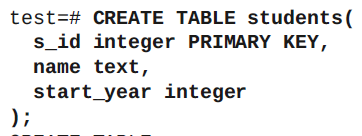 test=# CREATE TABLE students(
s_id integer PRIMARY KEY,
name text,
start_year integer
);